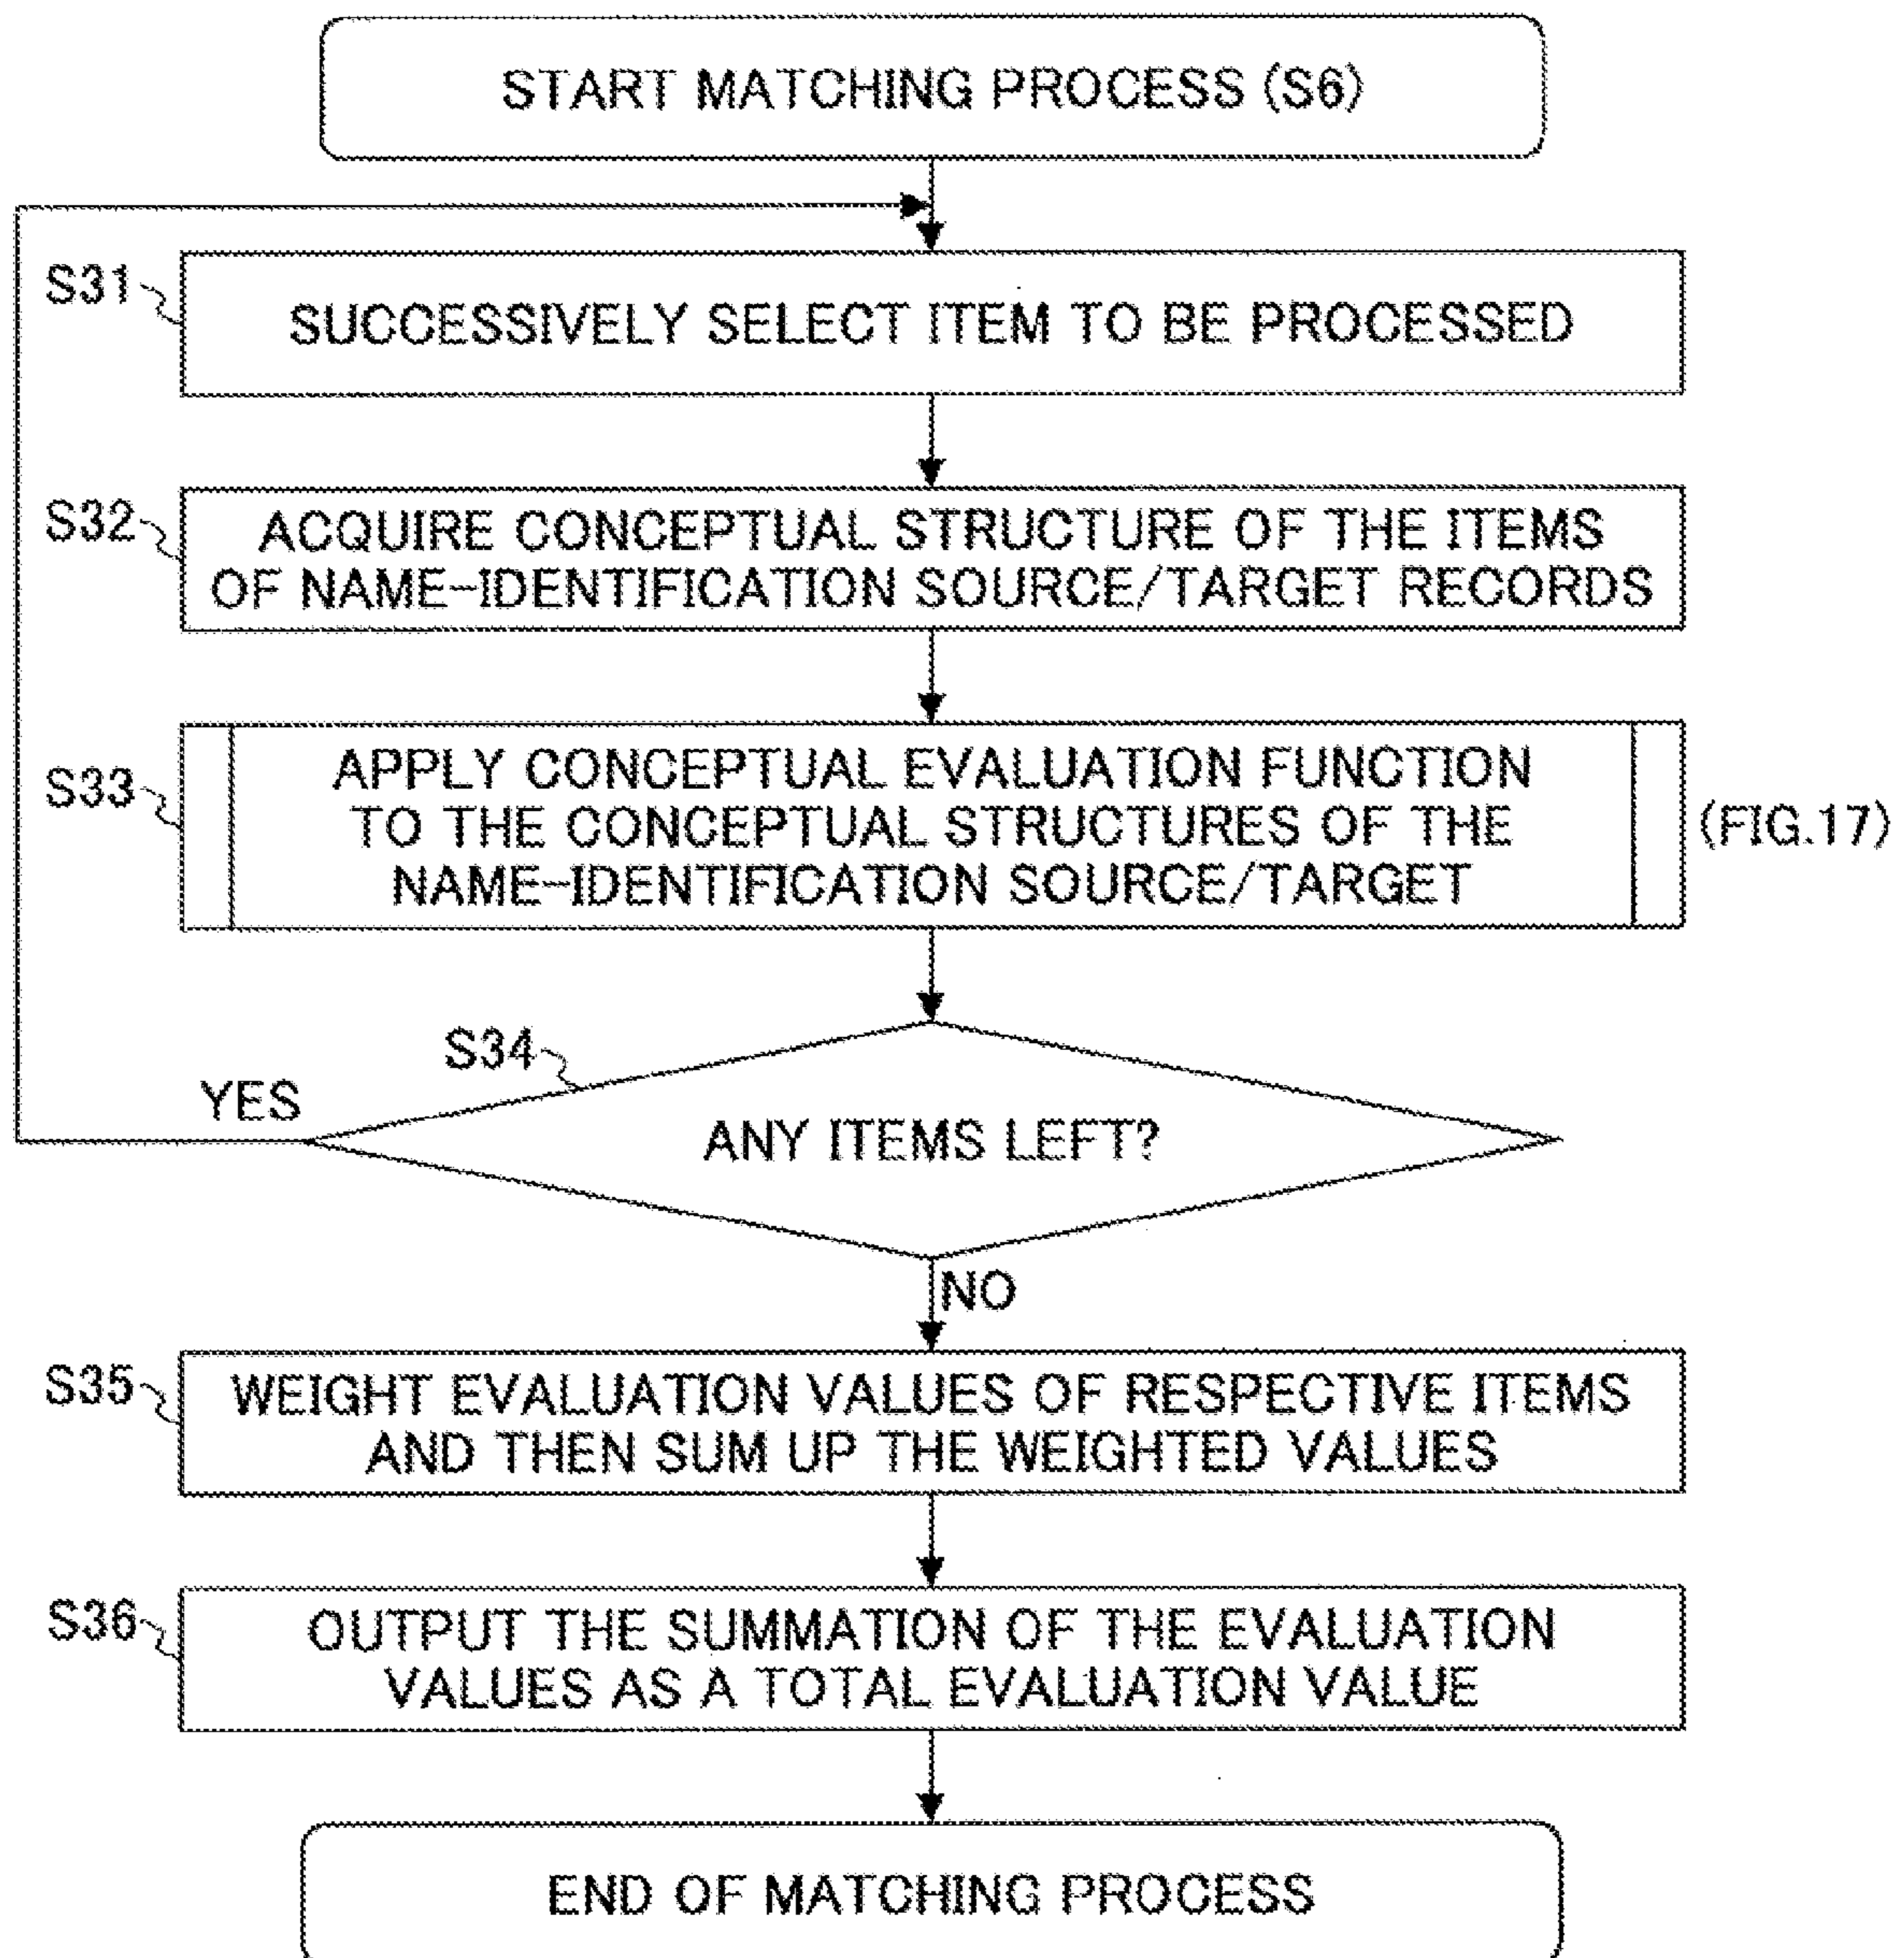 START MATCHING PROCESS (S6)
S31
SUCCESSIVELY SELECT ITEM TO BE PROCESSED
S32
ACQUIRE CONCEPTUAL STRUCTURE OF THE ITEMS
OF NAME-IDENTIFICATION SOURCE/TARGET RECORDS
S33
APPLY CONCEPTUAL EVALUATION FUNCTION
TO THE CONCEPTUAL STRUCTURES OF THE
NAME-IDENTIFICATION SOURCE/TARGET
(FIG.17)
S34
YES
ANY ITEMS LEFT?
NO
S35
WEIGHT EVALUATION VALUES OF RESPECTIVE ITEMS
AND THEN SUM UP THE WEIGHTED VALUES
S36
OUTPUT THE SUMMATION OF THE EVALUATION
VALUES AS A TOTAL EVALUATION VALUE
END OF MATCHING PROCESS